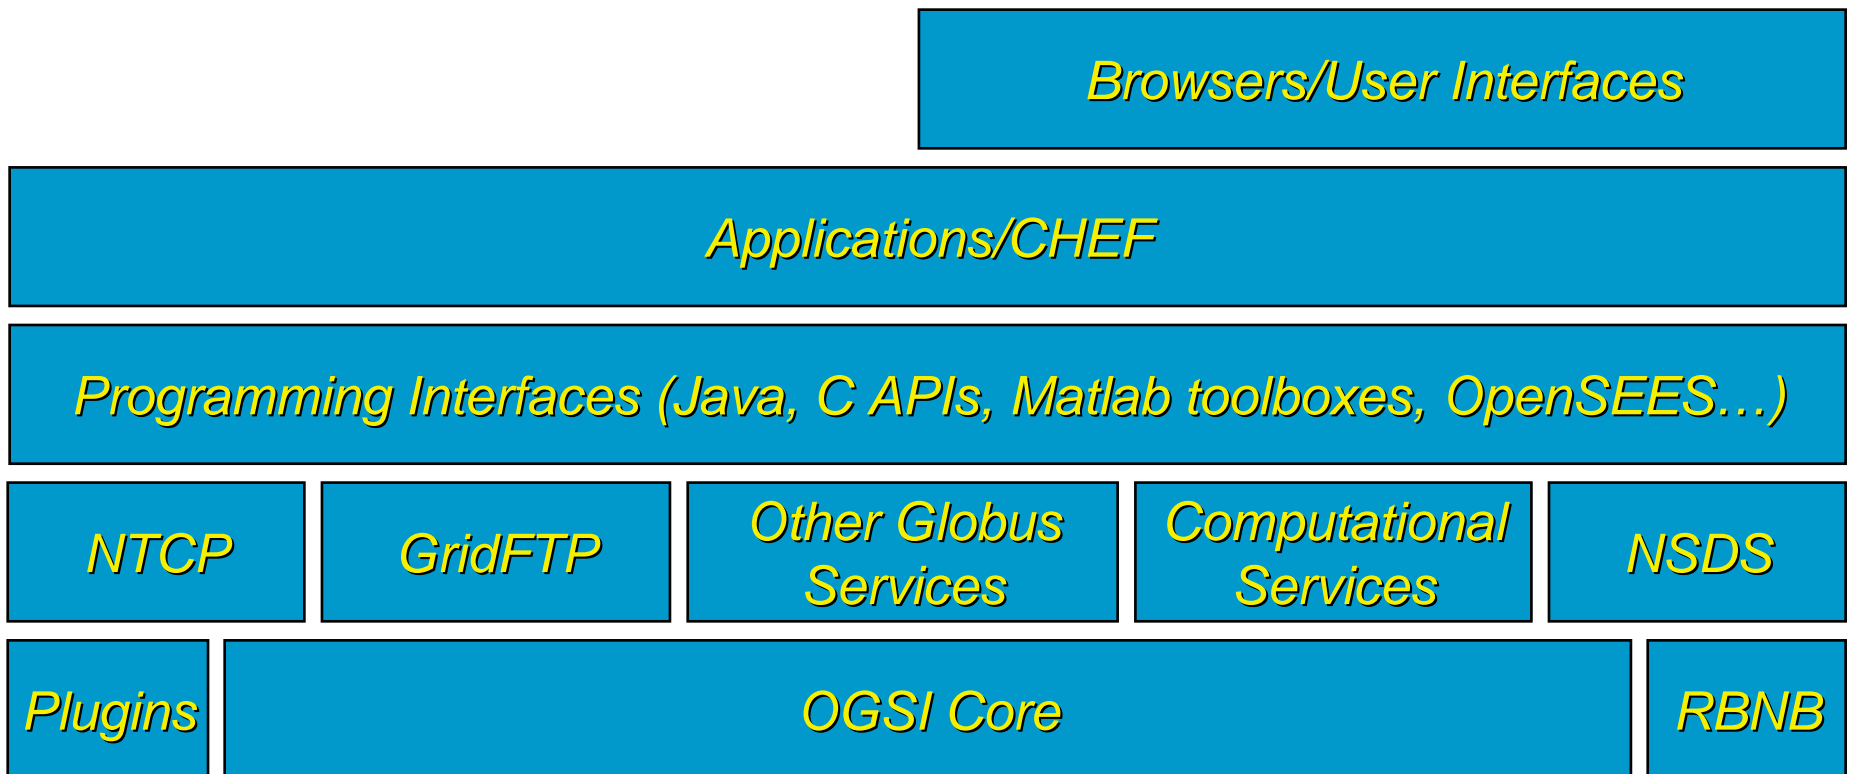 Browsers/User Interfaces
Applications/CHEF
Programming Interfaces (Java, C APIs, Matlab toolboxes, OpenSEES…)
NTCP
GridFTP
Other Globus
Services
Computational
Services
NSDS
Plugins
OGSI Core
RBNB